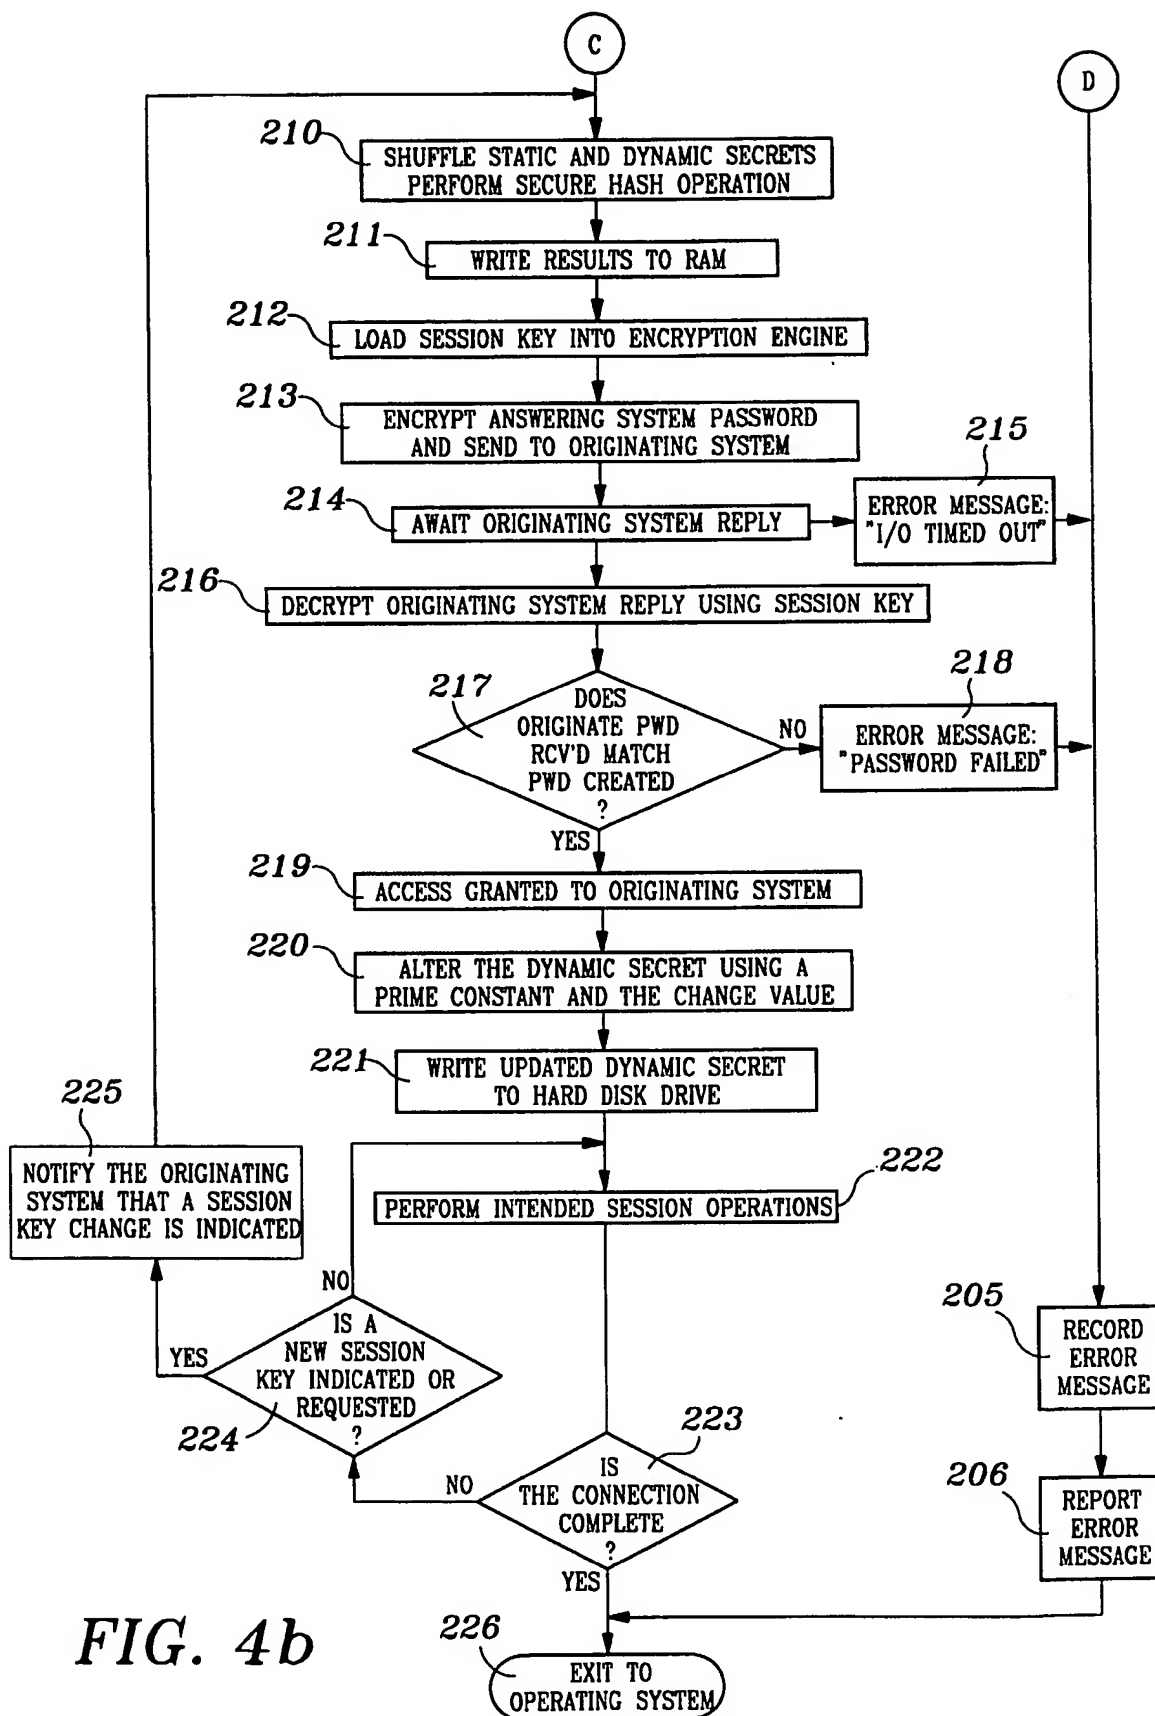 C
D
210
SHUFFLE STATIC AND DYNAMIC SECRETS
PERFORM SECURE HASH OPERATION
211
WRITE RESULTS TO RAM
212
LOAD SESSION KEY INTO ENCRYPTION ENGINE
213
ENCRYPT ANSWERING SYSTEM PASSWORD
AND SEND TO ORIGINATING SYSTEM
214
AWAIT ORIGINATING SYSTEM REPLY
215
ERROR MESSAGE:
"I/O TIMED OUT"
216
DECRYPT ORIGINATING SYSTEM REPLY USING SESSION KEY
217
DOES
ORIGINATE PWD
RCV'D MATCH
PWD CREATED
?
NO
218
ERROR MESSAGE:
"PASSWORD FAILED"
YES
219
ACCESS GRANTED TO ORIGINATING SYSTEM
220
ALTER THE DYNAMIC SECRET USING A
PRIME CONSTANT AND THE CHANGE VALUE
221
WRITE UPDATED DYNAMIC SECRET
TO HARD DISK DRIVE
225
NOTIFY THE ORIGINATING
SYSTEM THAT A SESSION
KEY CHANGE IS INDICATED
222
PERFORM INTENDED SESSION OPERATIONS
NO
YES
IS A
NEW SESSION
KEY INDICATED OR
REQUESTED
?
224
205
RECORD
ERROR
MESSAGE
223
NO
IS
THE CONNECTION
COMPLETE
?
YES
206
REPORT
ERROR
MESSAGE
226
EXIT TO
OPERATING SYSTEM
FIG. 4b